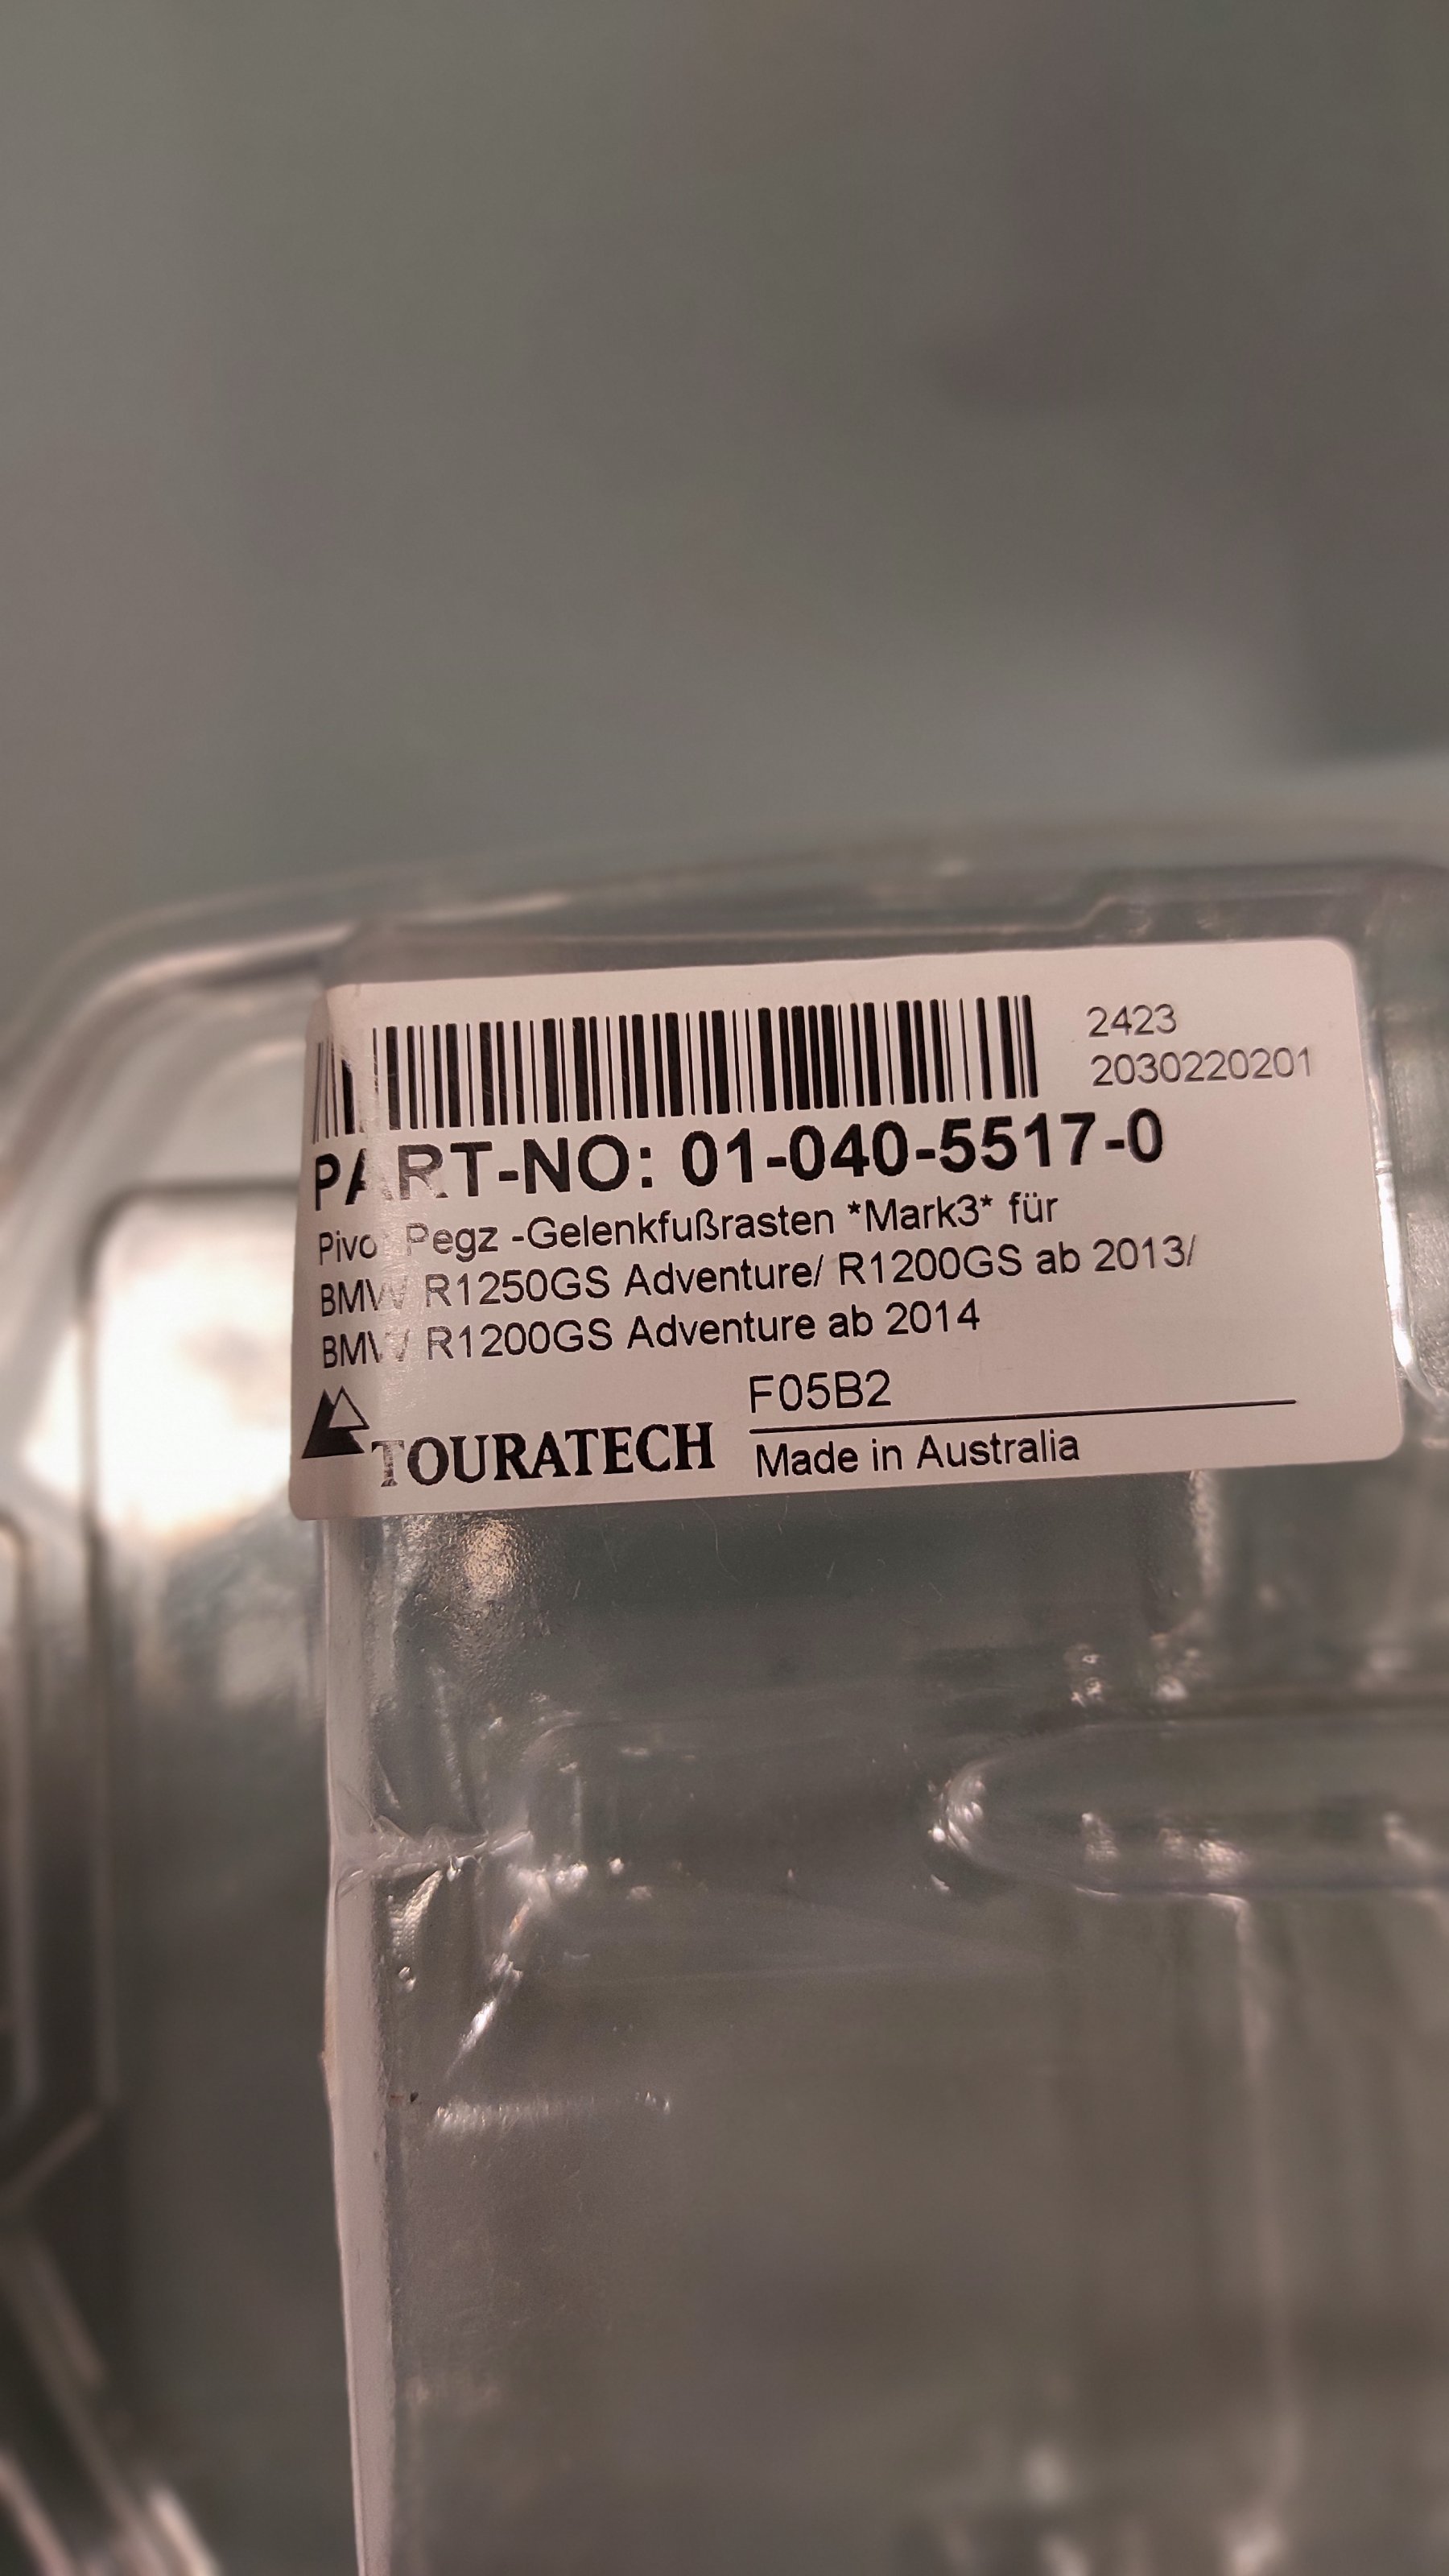 2423
2030220201
PART-NO: 01-040-5517-0
Pivot Pegz -Gelenkfußrasten *Mark3* für
BMW R1250GS Adventure/ R1200GS ab 2013/
BMW R1200GS Adventure ab 2014
F05B2
TOURATECH
Made in Australia